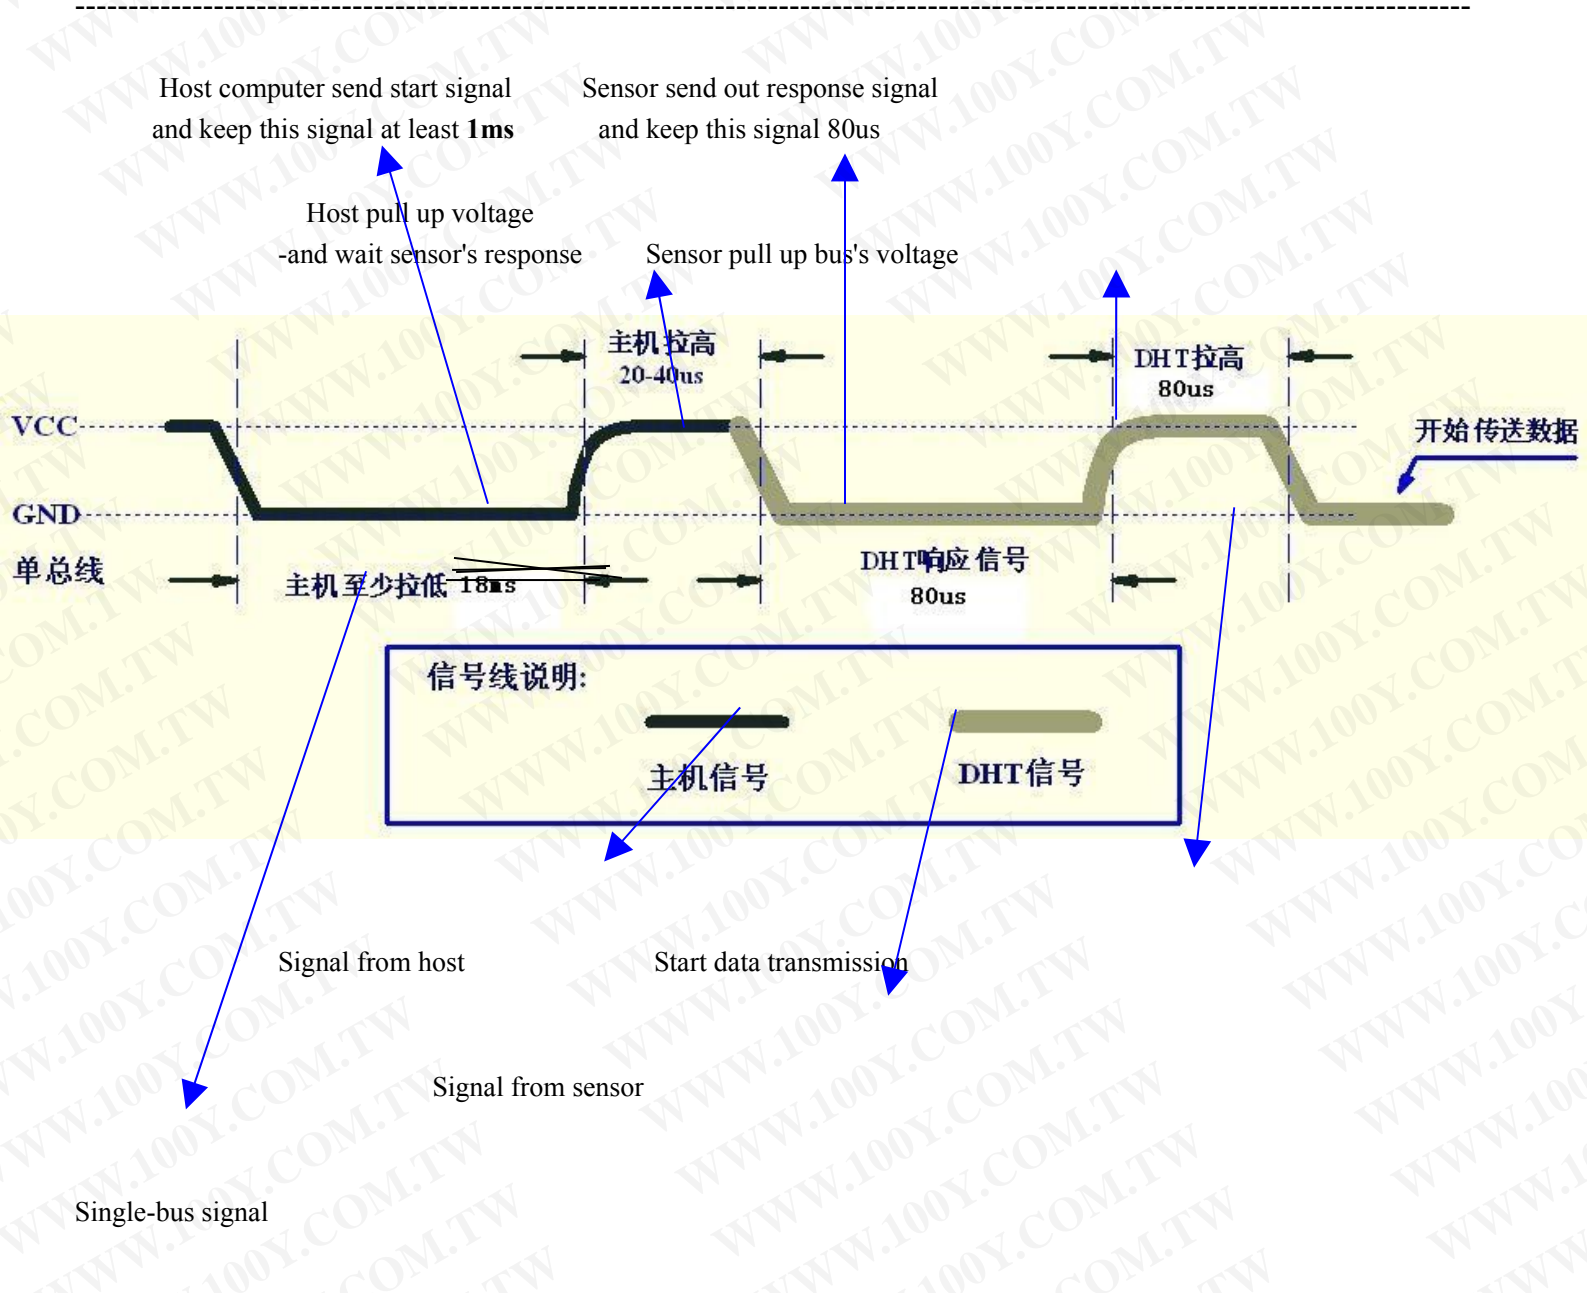 Host computer send start signal
and keep this signal at least 1ms
Sensor send out response signal
and keep this signal 80us
Host pull up voltage
-and wait sensor's response
Sensor pull up bus's voltage
主机拉高
20-40us
DHT拉高
80us
VCC
开始传送数据
GND
单总线
主机至少拉低 18ms
DHT响应信号
80us
信号线说明:
主机信号
DHT信号
Signal from host
Start data transmission
Signal from sensor
Single-bus signal
WWW.100Y.COM.TW